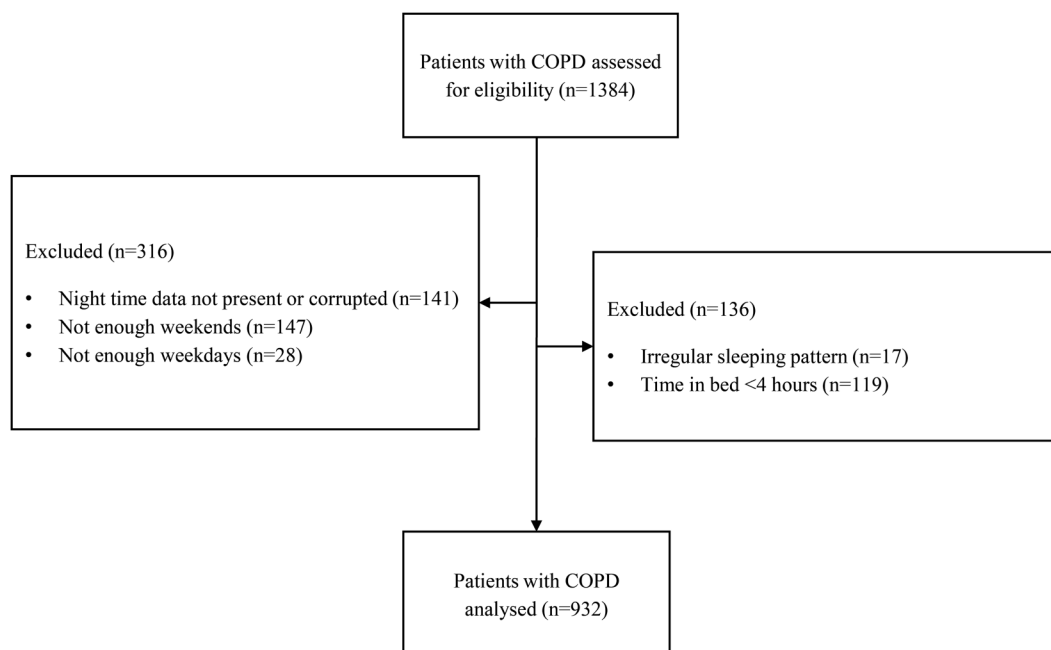 Patients with COPD assessed
for eligibility (n=1384)
Excluded (n=316)
• Night time data not present or corrupted (n=141)
• Not enough weekends (n=147)
• Not enough weekdays (n=28)
Excluded (n=136)
• Irregular sleeping pattern (n=17)
• Time in bed <4 hours (n=119)
Patients with COPD
analysed (n=932)